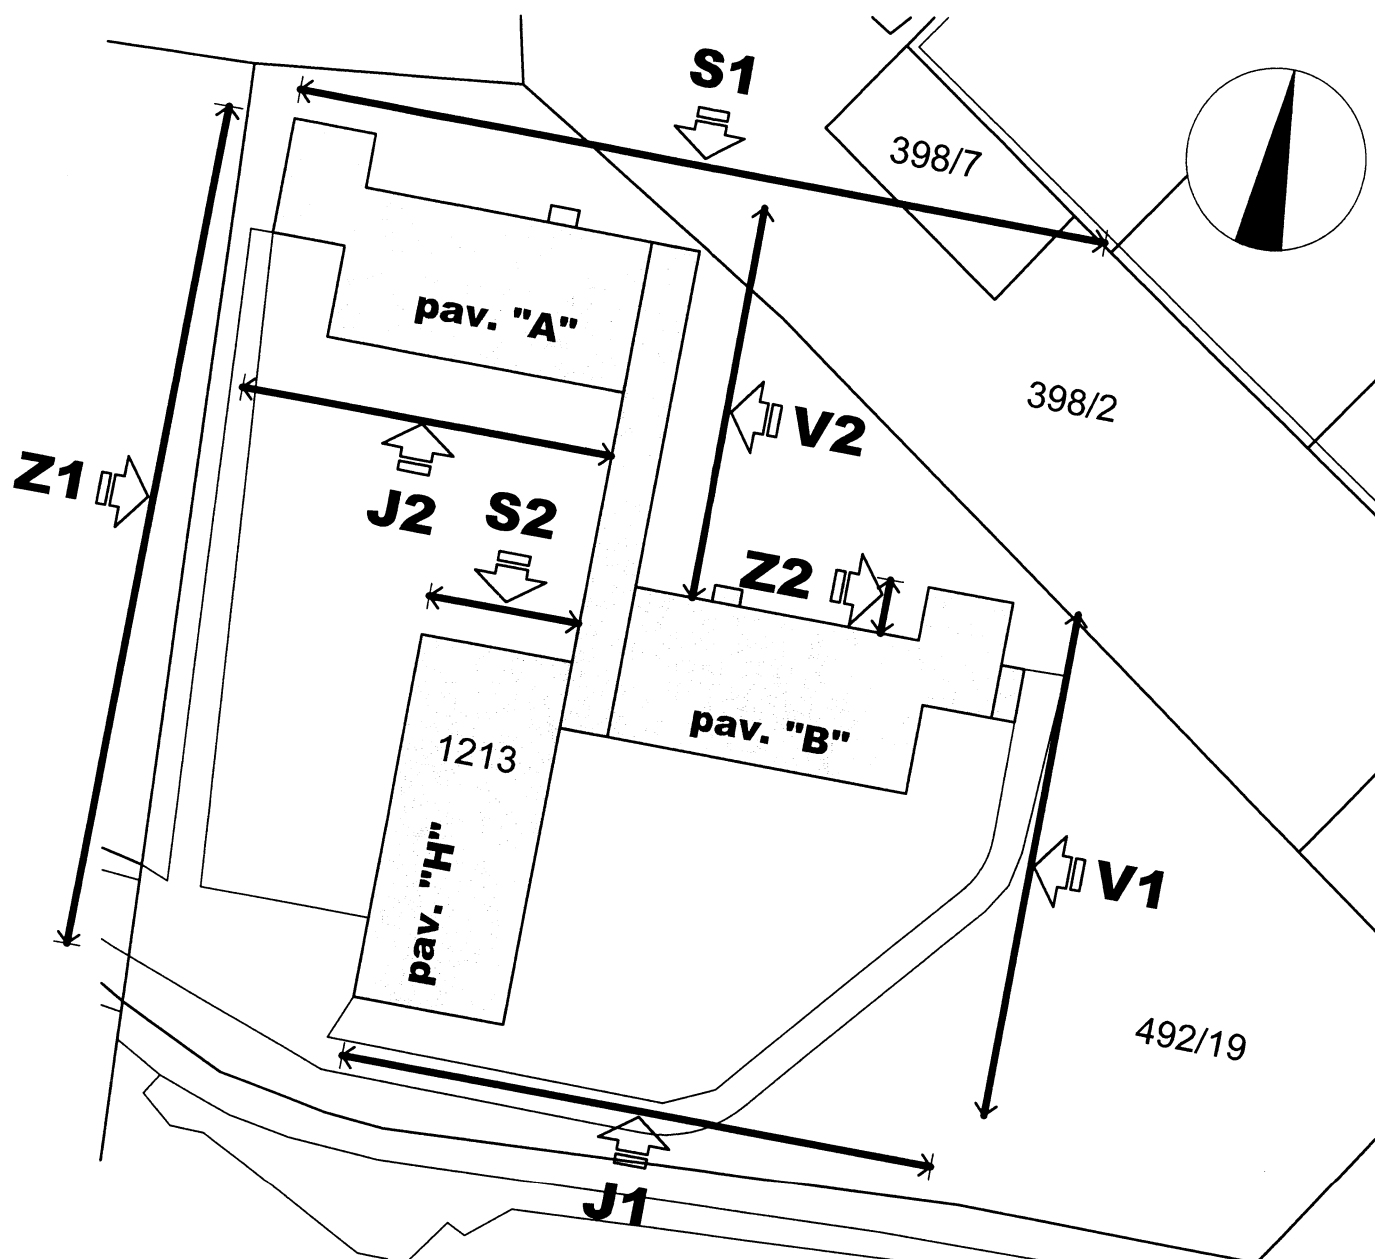 S1
398/7
pav. "A"
398/2
V2
Z1
J2
S2
Z2
pav. "B"
1213
pav. "H"
V1
492/19
J1